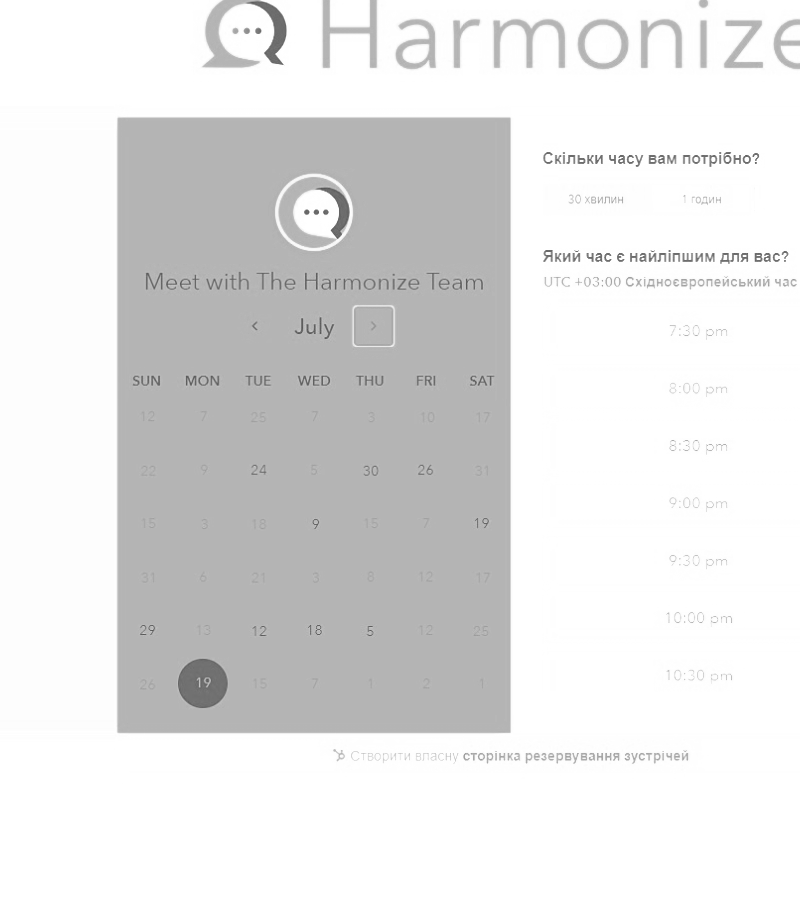 Harmonize
Скільки часу вам потрібно?
30 хвилин 1 годин
Який час є найліпшим для вас?
UTC +03:00 Східноєвропейський час
Meet with The Harmonize Team
July
SUN MON TUE WED THU FRI SAT
12 7 25 7 3 10 17
22 9 24 5 30 26 31
15 3 18 9 15 7 19
31 6 21 3 8 12 17
29 13 12 18 5 12 25
26 19 15 7 1 2 1
7:30 pm
8:00 pm
8:30 pm
9:00 pm
9:30 pm
10:00 pm
10:30 pm
Створити власну сторінка резервування зустрічей